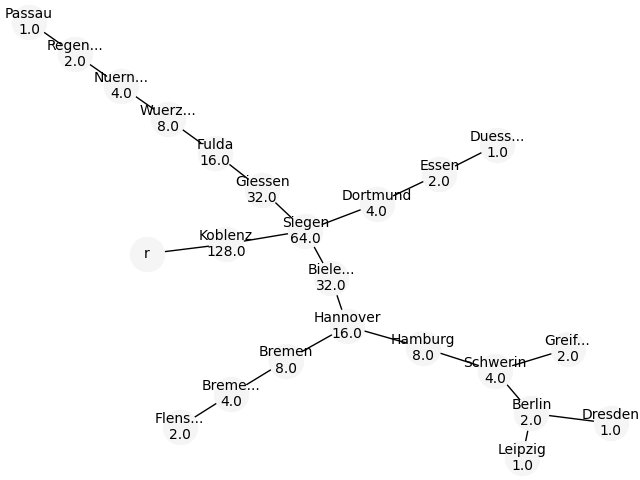 Passau
1.0
Regen...
2.0
Nuern...
4.0
Wuerz...
8.0
Fulda
16.0
Giessen
32.0
Duess...
1.0
Essen
2.0
Dortmund
4.0
Siegen
64.0
Koblenz
128.0
r
Biele...
32.0
Hannover
16.0
Bremen
8.0
Breme...
4.0
Flens...
2.0
Hamburg
8.0
Schwerin
4.0
Greif...
2.0
Berlin
2.0
Dresden
1.0
Leipzig
1.0